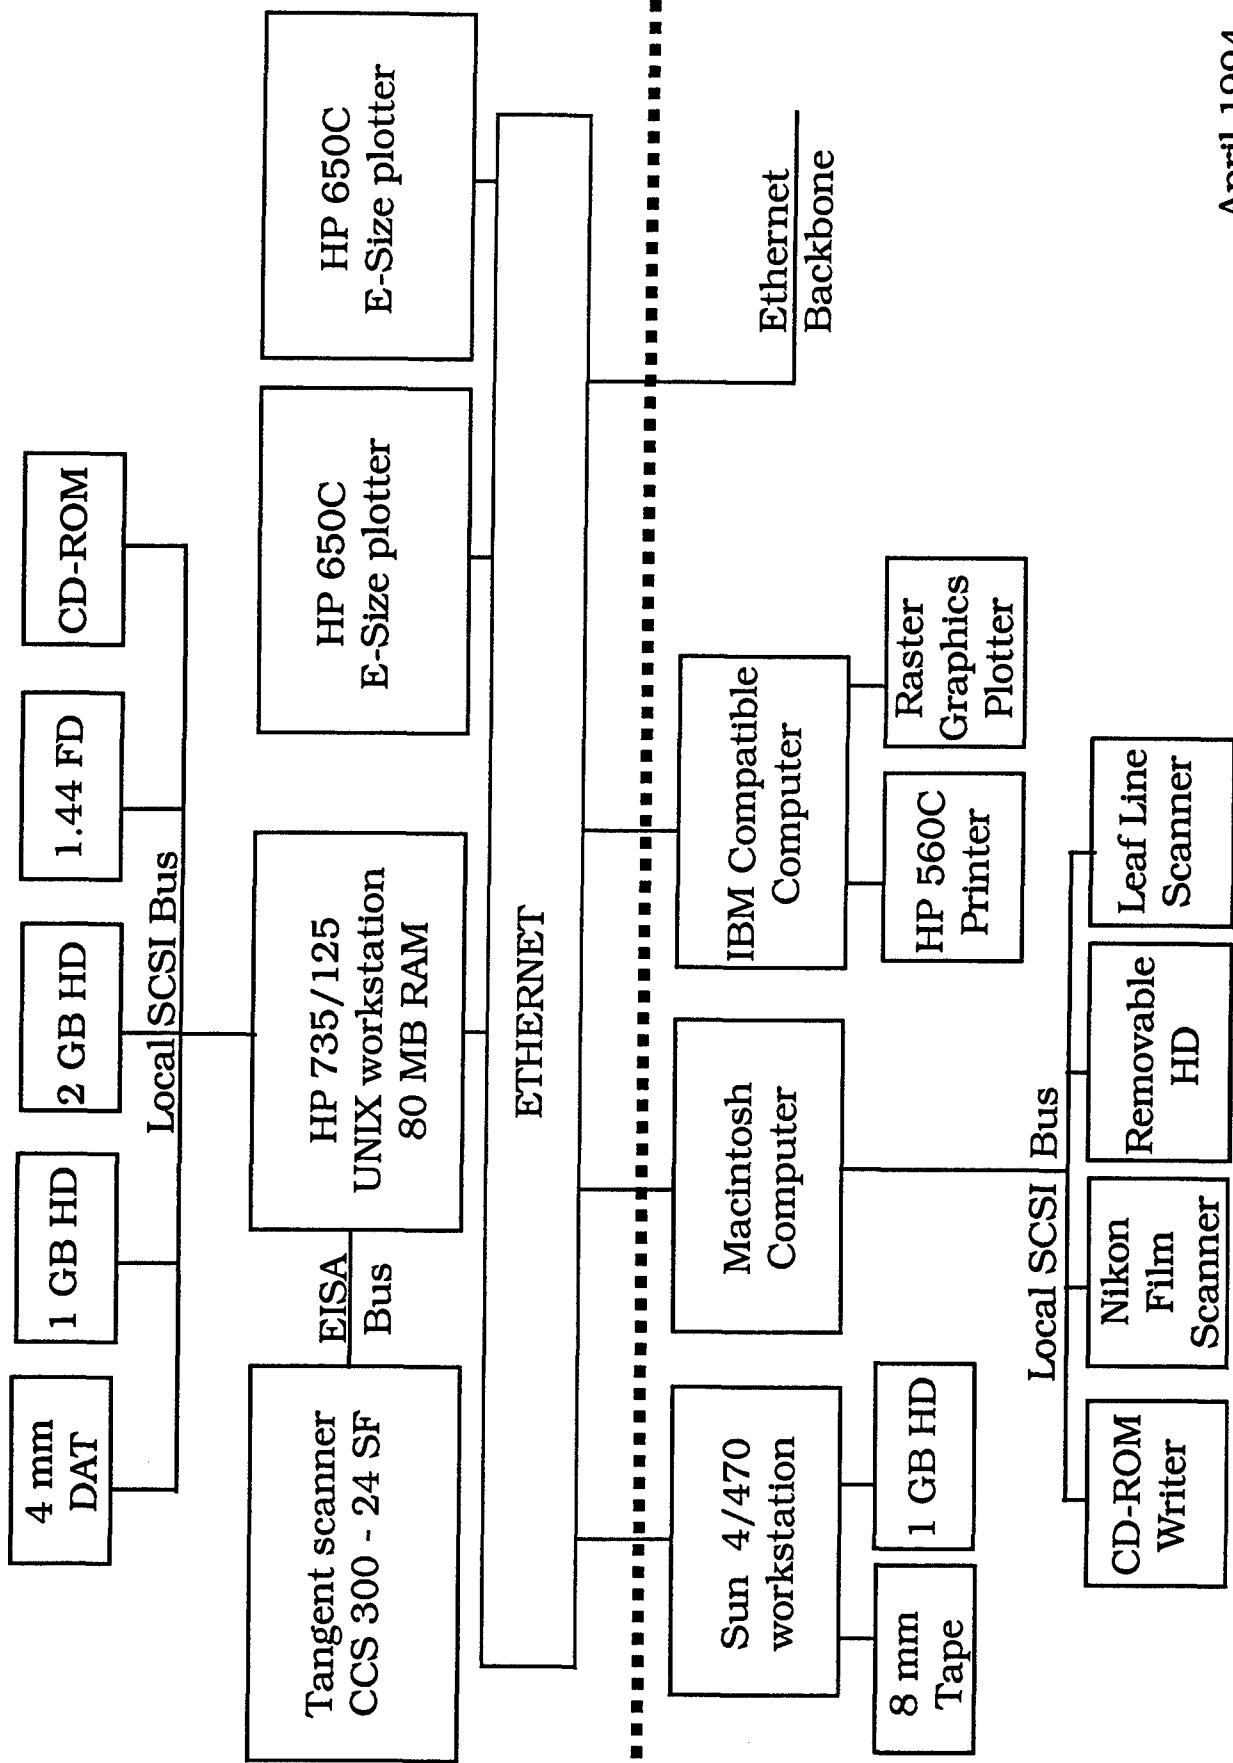 4 mm
DAT
1 GB HD
2 GB HD
1.44 FD
CD-ROM
Local SCSI Bus
Tangent scanner
CCS 300 - 24 SF
EISA
Bus
HP 735/125
UNIX workstation
80 MB RAM
HP 650C
E-Size plotter
HP 650C
E-Size plotter
ETHERNET
Sun 4/470
workstation
Macintosh
Computer
IBM Compatible
Computer
Ethernet
Backbone
8 mm
Tape
1 GB HD
HP 560C
Printer
Raster
Graphics
Plotter
Local SCSI Bus
CD-ROM
Writer
Nikon
Film
Scanner
Removable
HD
Leaf Line
Scanner
April 1994